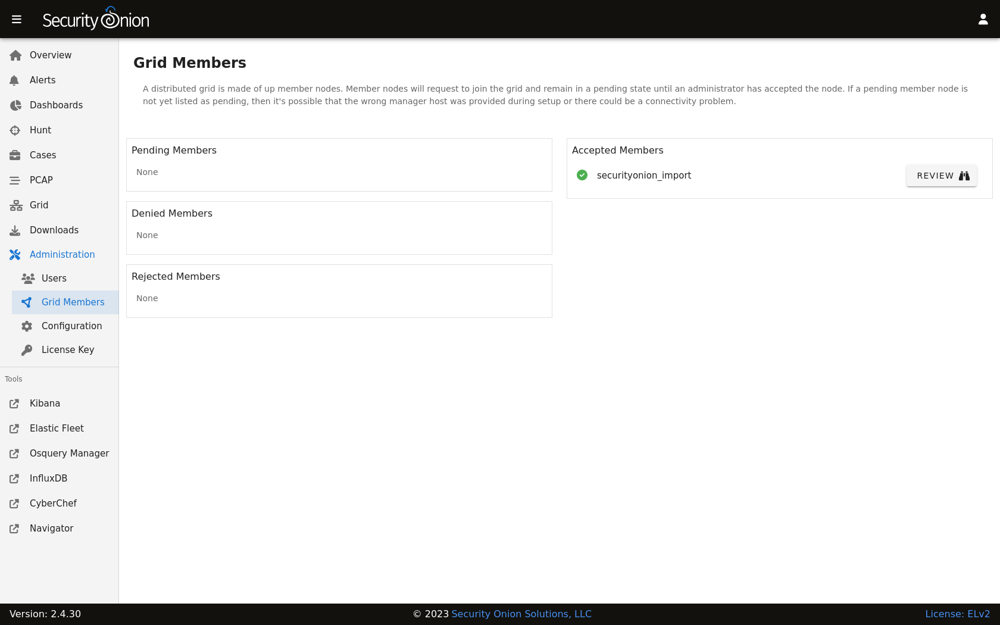 Security Onion
Overview
Alerts
Dashboards
Hunt
Cases
PCAP
Grid
Downloads
Administration
Users
Grid Members
Configuration
License Key
Tools
Kibana
Elastic Fleet
Osquery Manager
InfluxDB
CyberChef
Navigator
Grid Members
A distributed grid is made of up member nodes. Member nodes will request to join the grid and remain in a pending state until an administrator has accepted the node. If a pending member node is
not yet listed as pending, then it's possible that the wrong manager host was provided during setup or there could be a connectivity problem.
Pending Members
None
Denied Members
None
Rejected Members
None
Accepted Members
securityonion_import
REVIEW
Version: 2.4.30
© 2023 Security Onion Solutions, LLC
License: ELv2